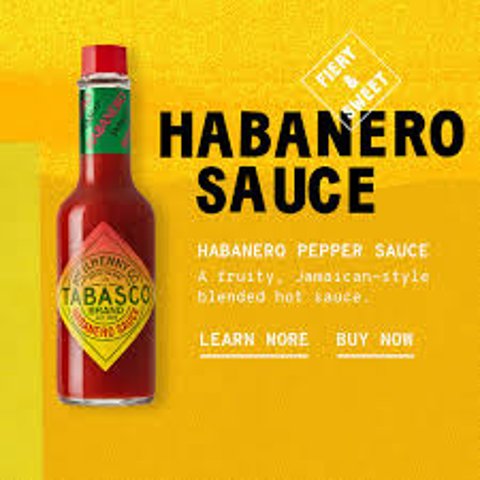 FIERY
&
SWEET
HABANERO
SAUCE
HABANERO PEPPER SAUCE
A fruity, Jamaican-style
blended hot sauce.
LEARN MORE BUY NOW
HABANERO
McILHENNY CO.
TABASCO
BRAND
HABANERO SAUCE